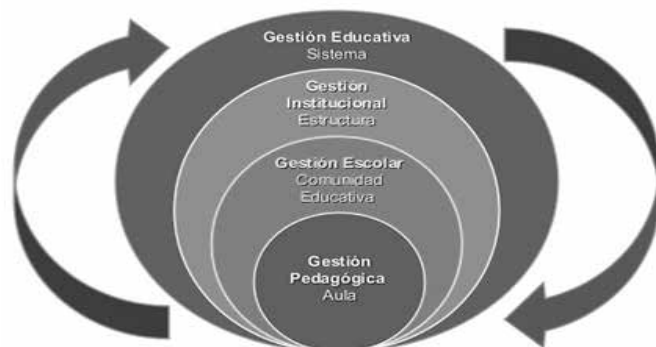 Gestión Educativa
Sistema
Gestión
Institucional
Estructura
Gestión Escolar
Comunidad
Educativa
Gestión
Pedagógica
Aula